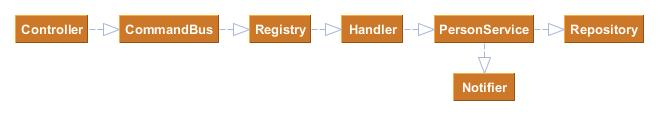 Controller
CommandBus
Registry
Handler
PersonService
Repository
Notifier